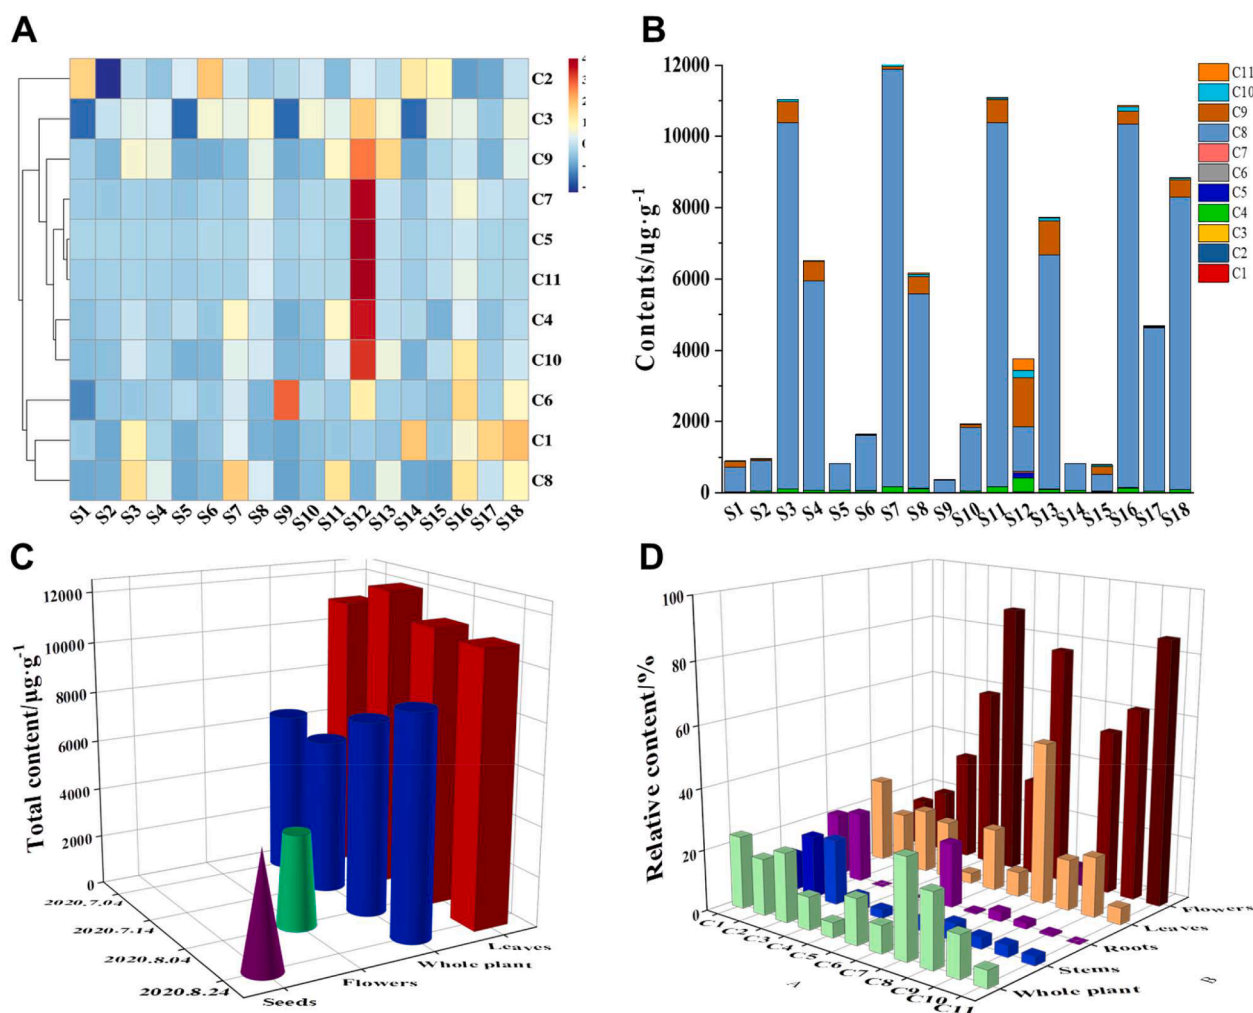 A
C2
C3
C9
C7
C5
C11
C4
C10
C6
C1
C8
3
1
0
S1 S2 S3 S4 S5 S6 S7 S8 S9 S10 S11 S12 S13 S14 S15 S16 S17 S18
B
Contents/ug·g-1
12000
10000
8000
6000
4000
2000
0
S1 S2 S3 S4 S5 S6 S7 S8 S9 S10 S11 S12 S13 S14 S15 S16 S17 S18
C11
C10
C9
C8
C7
C6
C5
C4
C3
C2
C1
C
Total content/µg·g-1
12000
10000
8000
6000
4000
2000
0
2020.7.04
2020.7.14
2020.8.04
2020.8.24
Seeds
Flowers
Whole plant
Leaves
D
Relative content/%
100
80
60
40
20
0
C1 C2 C3 C4 C5 C6 C7 C8 C9 C10 C11
A
Whole plant
Stems
Roots
Leaves
Flowers
B